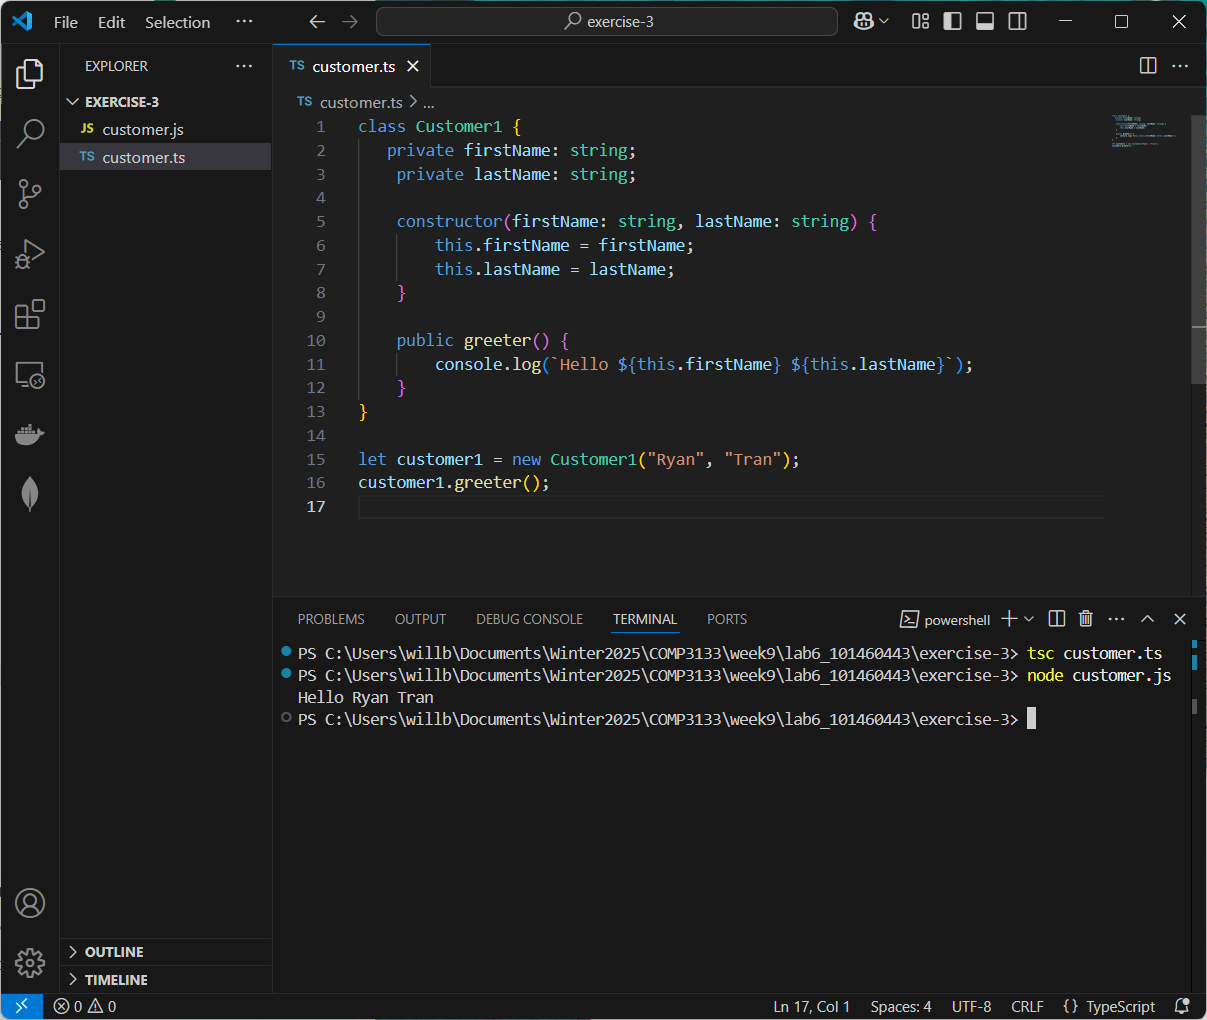 File Edit Selection ··· exercise-3
EXPLORER ···
EXERCISE-3
JS customer.js
TS customer.ts
OUTLINE
TIMELINE
TS customer.ts
TS customer.ts > ...
1 class Customer1 {
2 private firstName: string;
3 private lastName: string;
4
5 constructor(firstName: string, lastName: string) {
6 this.firstName = firstName;
7 this.lastName = lastName;
8 }
9
10 public greeter() {
11 console.log(`Hello ${this.firstName} ${this.lastName}`);
12 }
13 }
14
15 let customer1 = new Customer1("Ryan", "Tran");
16 customer1.greeter();
17
PROBLEMS OUTPUT DEBUG CONSOLE TERMINAL PORTS powershell
PS C:\Users\willb\Documents\Winter2025\COMP3133\week9\lab6_101460443\exercise-3> tsc customer.ts
PS C:\Users\willb\Documents\Winter2025\COMP3133\week9\lab6_101460443\exercise-3> node customer.js
Hello Ryan Tran
PS C:\Users\willb\Documents\Winter2025\COMP3133\week9\lab6_101460443\exercise-3>
0 0 Ln 17, Col 1 Spaces: 4 UTF-8 CRLF {} TypeScript